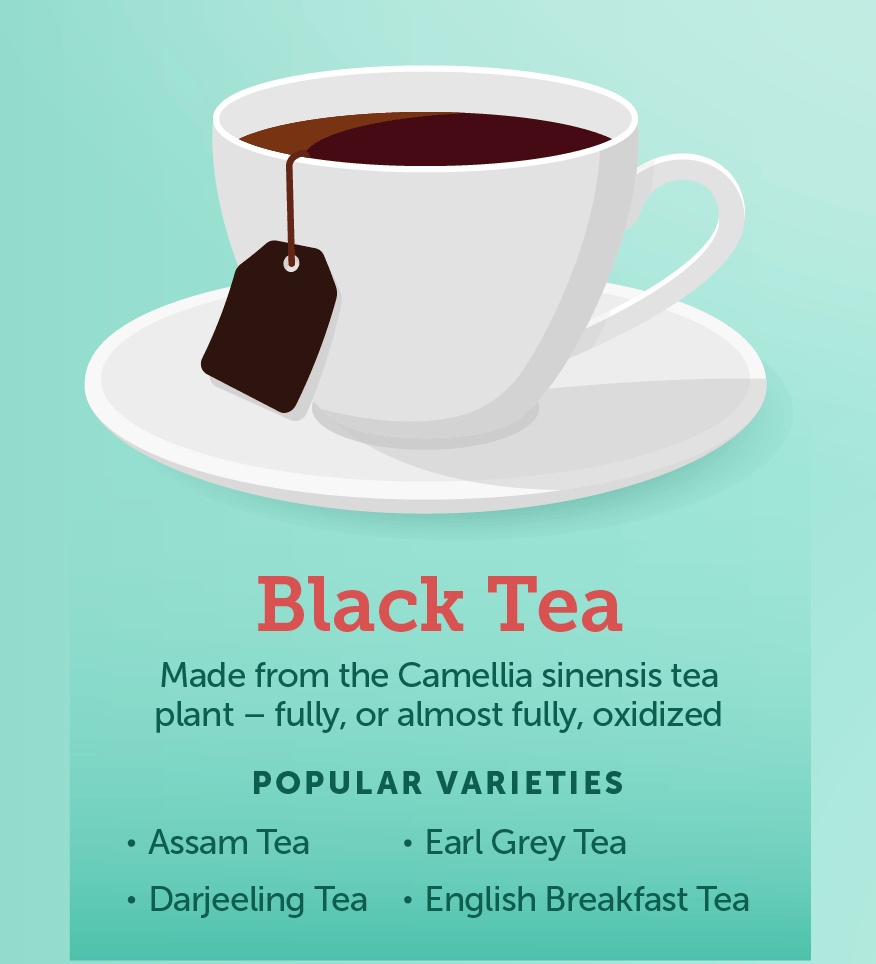 Black Tea
Made from the Camellia sinensis tea
plant – fully, or almost fully, oxidized
POPULAR VARIETIES
• Assam Tea
• Darjeeling Tea
• Earl Grey Tea
• English Breakfast Tea